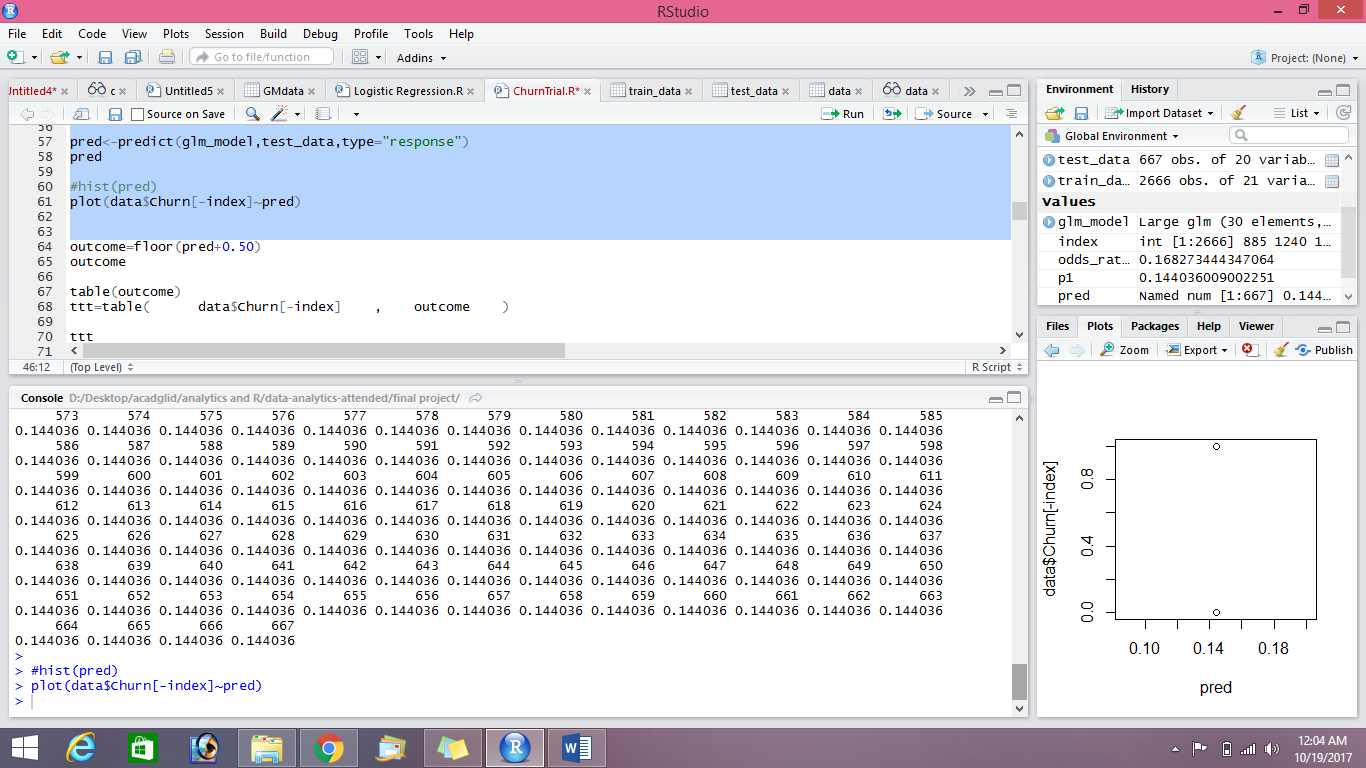 RStudio
File Edit Code View Plots Session Build Debug Profile Tools Help
Go to file/function Addins Project: (None)
Jntitled4* c Untitled5 GMdata Logistic Regression.R ChurnTrial.R* train_data test_data data data
Source on Save Run Source
56
57 pred<-predict(glm_model,test_data,type="response")
58 pred
59
60 #hist(pred)
61 plot(data$Churn[-index]~pred)
62
63
64 outcome=floor(pred+0.50)
65 outcome
66
67 table(outcome)
68 ttt=table( data$Churn[-index] , outcome )
69
70 ttt
71
46:12 (Top Level) R Script
Console D:/Desktop/acadglid/analytics and R/data-analytics-attended/final project/
573 574 575 576 577 578 579 580 581 582 583 584 585
0.144036 0.144036 0.144036 0.144036 0.144036 0.144036 0.144036 0.144036 0.144036 0.144036 0.144036 0.144036 0.144036
586 587 588 589 590 591 592 593 594 595 596 597 598
0.144036 0.144036 0.144036 0.144036 0.144036 0.144036 0.144036 0.144036 0.144036 0.144036 0.144036 0.144036 0.144036
599 600 601 602 603 604 605 606 607 608 609 610 611
0.144036 0.144036 0.144036 0.144036 0.144036 0.144036 0.144036 0.144036 0.144036 0.144036 0.144036 0.144036 0.144036
612 613 614 615 616 617 618 619 620 621 622 623 624
0.144036 0.144036 0.144036 0.144036 0.144036 0.144036 0.144036 0.144036 0.144036 0.144036 0.144036 0.144036 0.144036
625 626 627 628 629 630 631 632 633 634 635 636 637
0.144036 0.144036 0.144036 0.144036 0.144036 0.144036 0.144036 0.144036 0.144036 0.144036 0.144036 0.144036 0.144036
638 639 640 641 642 643 644 645 646 647 648 649 650
0.144036 0.144036 0.144036 0.144036 0.144036 0.144036 0.144036 0.144036 0.144036 0.144036 0.144036 0.144036 0.144036
651 652 653 654 655 656 657 658 659 660 661 662 663
0.144036 0.144036 0.144036 0.144036 0.144036 0.144036 0.144036 0.144036 0.144036 0.144036 0.144036 0.144036 0.144036
664 665 666 667
0.144036 0.144036 0.144036 0.144036
>
> #hist(pred)
> plot(data$Churn[-index]~pred)
>
Environment History
Import Dataset List
Global Environment
test_data 667 obs. of 20 variab…
train_da… 2666 obs. of 21 varia…
Values
glm_model Large glm (30 elements,…
index int [1:2666] 885 1240 1…
odds_rat… 0.168273444347064
p1 0.144036009002251
pred Named num [1:667] 0.144…
Files Plots Packages Help Viewer
Zoom Export Publish
data$Churn[-index]
0.8
0.4
0.0
0.10 0.14 0.18
pred
12:04 AM
10/19/2017